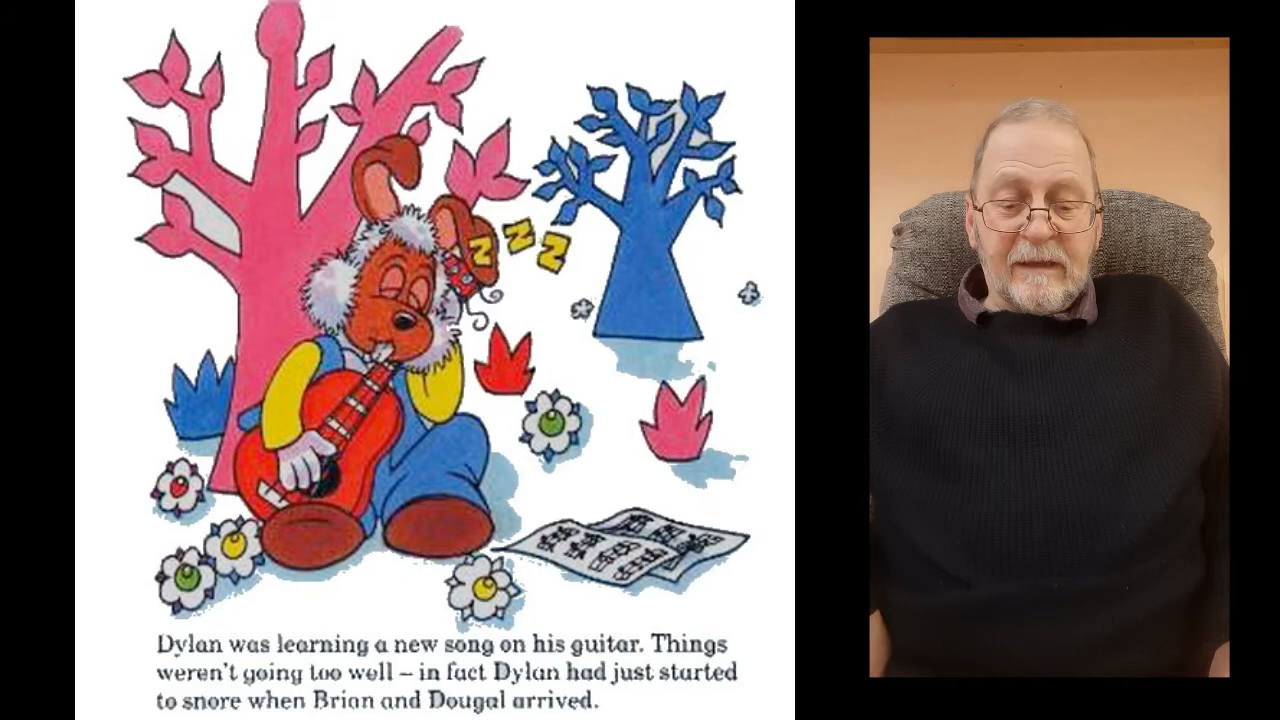 Z Z Z
Dylan was learning a new song on his guitar. Things
weren't going too well – in fact Dylan had just started
to snore when Brian and Dougal arrived.